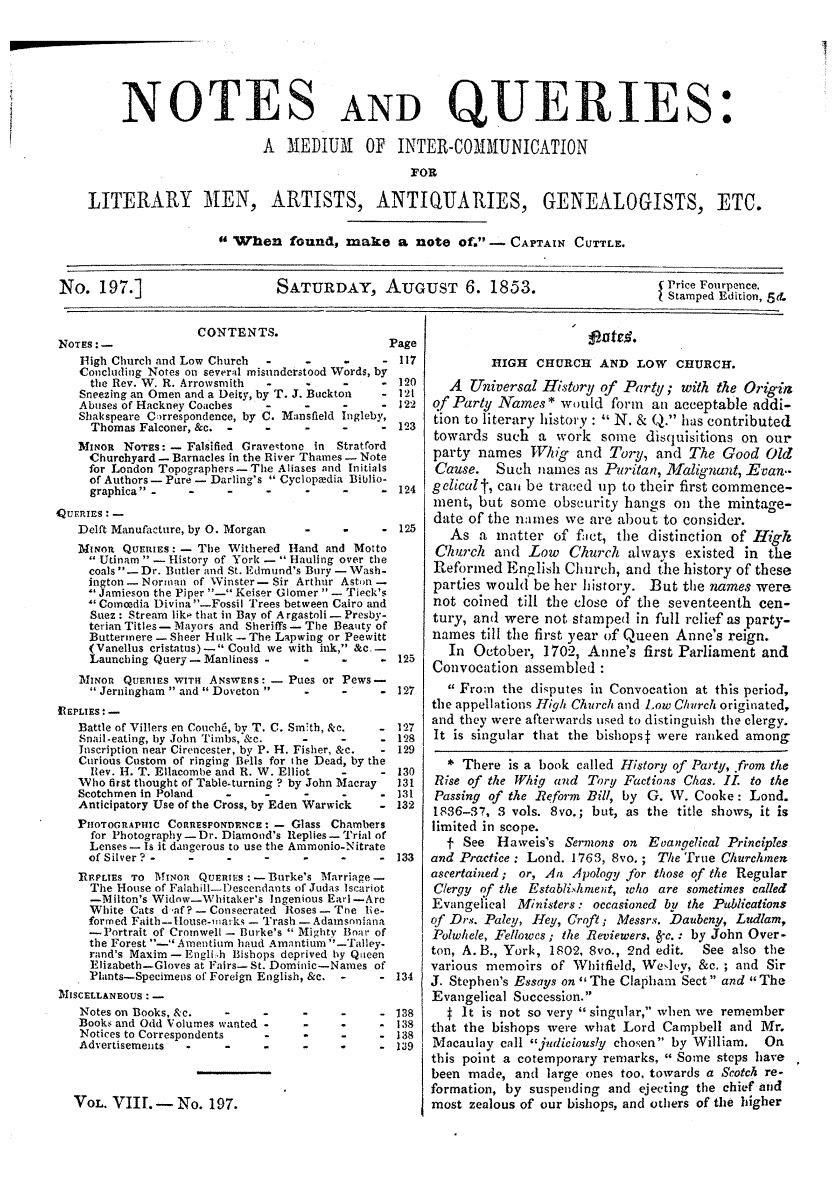 NOTES AND QUERIES:
A MEDIUM OF INTER-COMMUNICATION
FOR
LITERARY MEN, ARTISTS, ANTIQUARIES, GENEALOGISTS, ETC.
"When found, make a note of."— CAPTAIN CUTTLE.
No. 197.] SATURDAY, AUGUST 6. 1853. { Price Fourpence. Stamped Edition, 5d.
CONTENTS.
NOTES:— Page
High Church and Low Church - - - - 117
Concluding Notes on several misunderstood Words, by
the Rev. W. R. Arrowsmith - - - - 120
Sneezing an Omen and a Deity, by T. J. Buckton - 121
Abuses of Hackney Coaches - - - - 122
Shakspeare Correspondence, by C. Mansfield Ingleby,
Thomas Falconer, &c. - - - - - 123
MINOR NOTES: — Falsified Gravestone in Stratford
Churchyard — Barnacles in the River Thames — Note
for London Topographers — The Aliases and Initials
of Authors — Pure — Darling's "Cyclopædia Biblio-
graphica" - - - - - - - 124
QUERIES:—
Delft Manufacture, by O. Morgan - - - 125
MINOR QUERIES: — The Withered Hand and Motto
"Utinam" — History of York — "Hauling over the
coals" — Dr. Butler and St. Edmund's Bury — Wash-
ington — Norman of Winster — Sir Arthur Aston —
"Jamieson the Piper"—"Keiser Glomer" — Tieck's
"Comœdia Divina"—Fossil Trees between Cairo and
Suez: Stream like that in Bay of Argastoli — Presby-
terian Titles — Mayors and Sheriffs — The Beauty of
Buttermere — Sheer Hulk — The Lapwing or Peewitt
(Vanellus cristatus) — "Could we with ink," &c. —
Launching Query — Manliness - - - - 125
MINOR QUERIES WITH ANSWERS: — Pues or Pews —
"Jerningham" and "Doveton" - - - 127
REPLIES:—
Battle of Villers en Couché, by T. C. Smith, &c. - 127
Snail-eating, by John Timbs, &c. - - - 128
Inscription near Cirencester, by P. H. Fisher, &c. - 129
Curious Custom of ringing Bells for the Dead, by the
Rev. H. T. Ellacombe and R. W. Elliot - - 130
Who first thought of Table-turning? by John Macray 131
Scotchmen in Poland - - - - - 131
Anticipatory Use of the Cross, by Eden Warwick - 132
PHOTOGRAPHIC CORRESPONDENCE: — Glass Chambers
for Photography — Dr. Diamond's Replies — Trial of
Lenses — Is it dangerous to use the Ammonio-Nitrate
of Silver? - - - - - - - 133
REPLIES TO MINOR QUERIES: — Burke's Marriage —
The House of Falahill—Descendants of Judas Iscariot
—Milton's Widow—Whitaker's Ingenious Earl—Are
White Cats deaf? — Consecrated Roses — The Re-
formed Faith—House-marks — Trash — Adamsoniana
— Portrait of Cromwell — Burke's "Mighty Boar of
the Forest"—"Amentium haud Amantium"—Talley-
rand's Maxim — English Bishops deprived by Queen
Elizabeth—Gloves at Fairs— St. Dominic—Names of
Plants—Specimens of Foreign English, &c. - - 134
MISCELLANEOUS:—
Notes on Books, &c. - - - - - 138
Books and Odd Volumes wanted - - - - 138
Notices to Correspondents - - - - 138
Advertisements - - - - - - 139
VOL. VIII.— No. 197.
Notes.
HIGH CHURCH AND LOW CHURCH.
A Universal History of Party; with the Origin
of Party Names* would form an acceptable addi-
tion to literary history: "N. & Q." has contributed
towards such a work some disquisitions on our
party names Whig and Tory, and The Good Old
Cause. Such names as Puritan, Malignant, Evan-
gelical†, can be traced up to their first commence-
ment, but some obscurity hangs on the mintage-
date of the names we are about to consider.
As a matter of fact, the distinction of High
Church and Low Church always existed in the
Reformed English Church, and the history of these
parties would be her history. But the names were
not coined till the close of the seventeenth cen-
tury, and were not stamped in full relief as party-
names till the first year of Queen Anne's reign.
In October, 1702, Anne's first Parliament and
Convocation assembled:
"From the disputes in Convocation at this period,
the appellations High Church and Low Church originated,
and they were afterwards used to distinguish the clergy.
It is singular that the bishops‡ were ranked among
* There is a book called History of Party, from the
Rise of the Whig and Tory Factions Chas. II. to the
Passing of the Reform Bill, by G. W. Cooke: Lond.
1836-37, 3 vols. 8vo.; but, as the title shows, it is
limited in scope.
† See Haweis's Sermons on Evangelical Principles
and Practice: Lond. 1763, 8vo.; The True Churchmen
ascertained; or, An Apology for those of the Regular
Clergy of the Establishment, who are sometimes called
Evangelical Ministers: occasioned by the Publications
of Drs. Paley, Hey, Croft; Messrs. Daubeny, Ludlam,
Polwhele, Fellowes; the Reviewers, &c.: by John Over-
ton, A.B., York, 1802, 8vo., 2nd edit. See also the
various memoirs of Whitfield, Wesley, &c.; and Sir
J. Stephen's Essays on "The Clapham Sect" and "The
Evangelical Succession."
‡ It is not so very "singular," when we remember
that the bishops were what Lord Campbell and Mr.
Macaulay call "judiciously chosen" by William. On
this point a cotemporary remarks, "Some steps have
been made, and large ones too, towards a Scotch re-
formation, by suspending and ejecting the chief and
most zealous of our bishops, and others of the higher